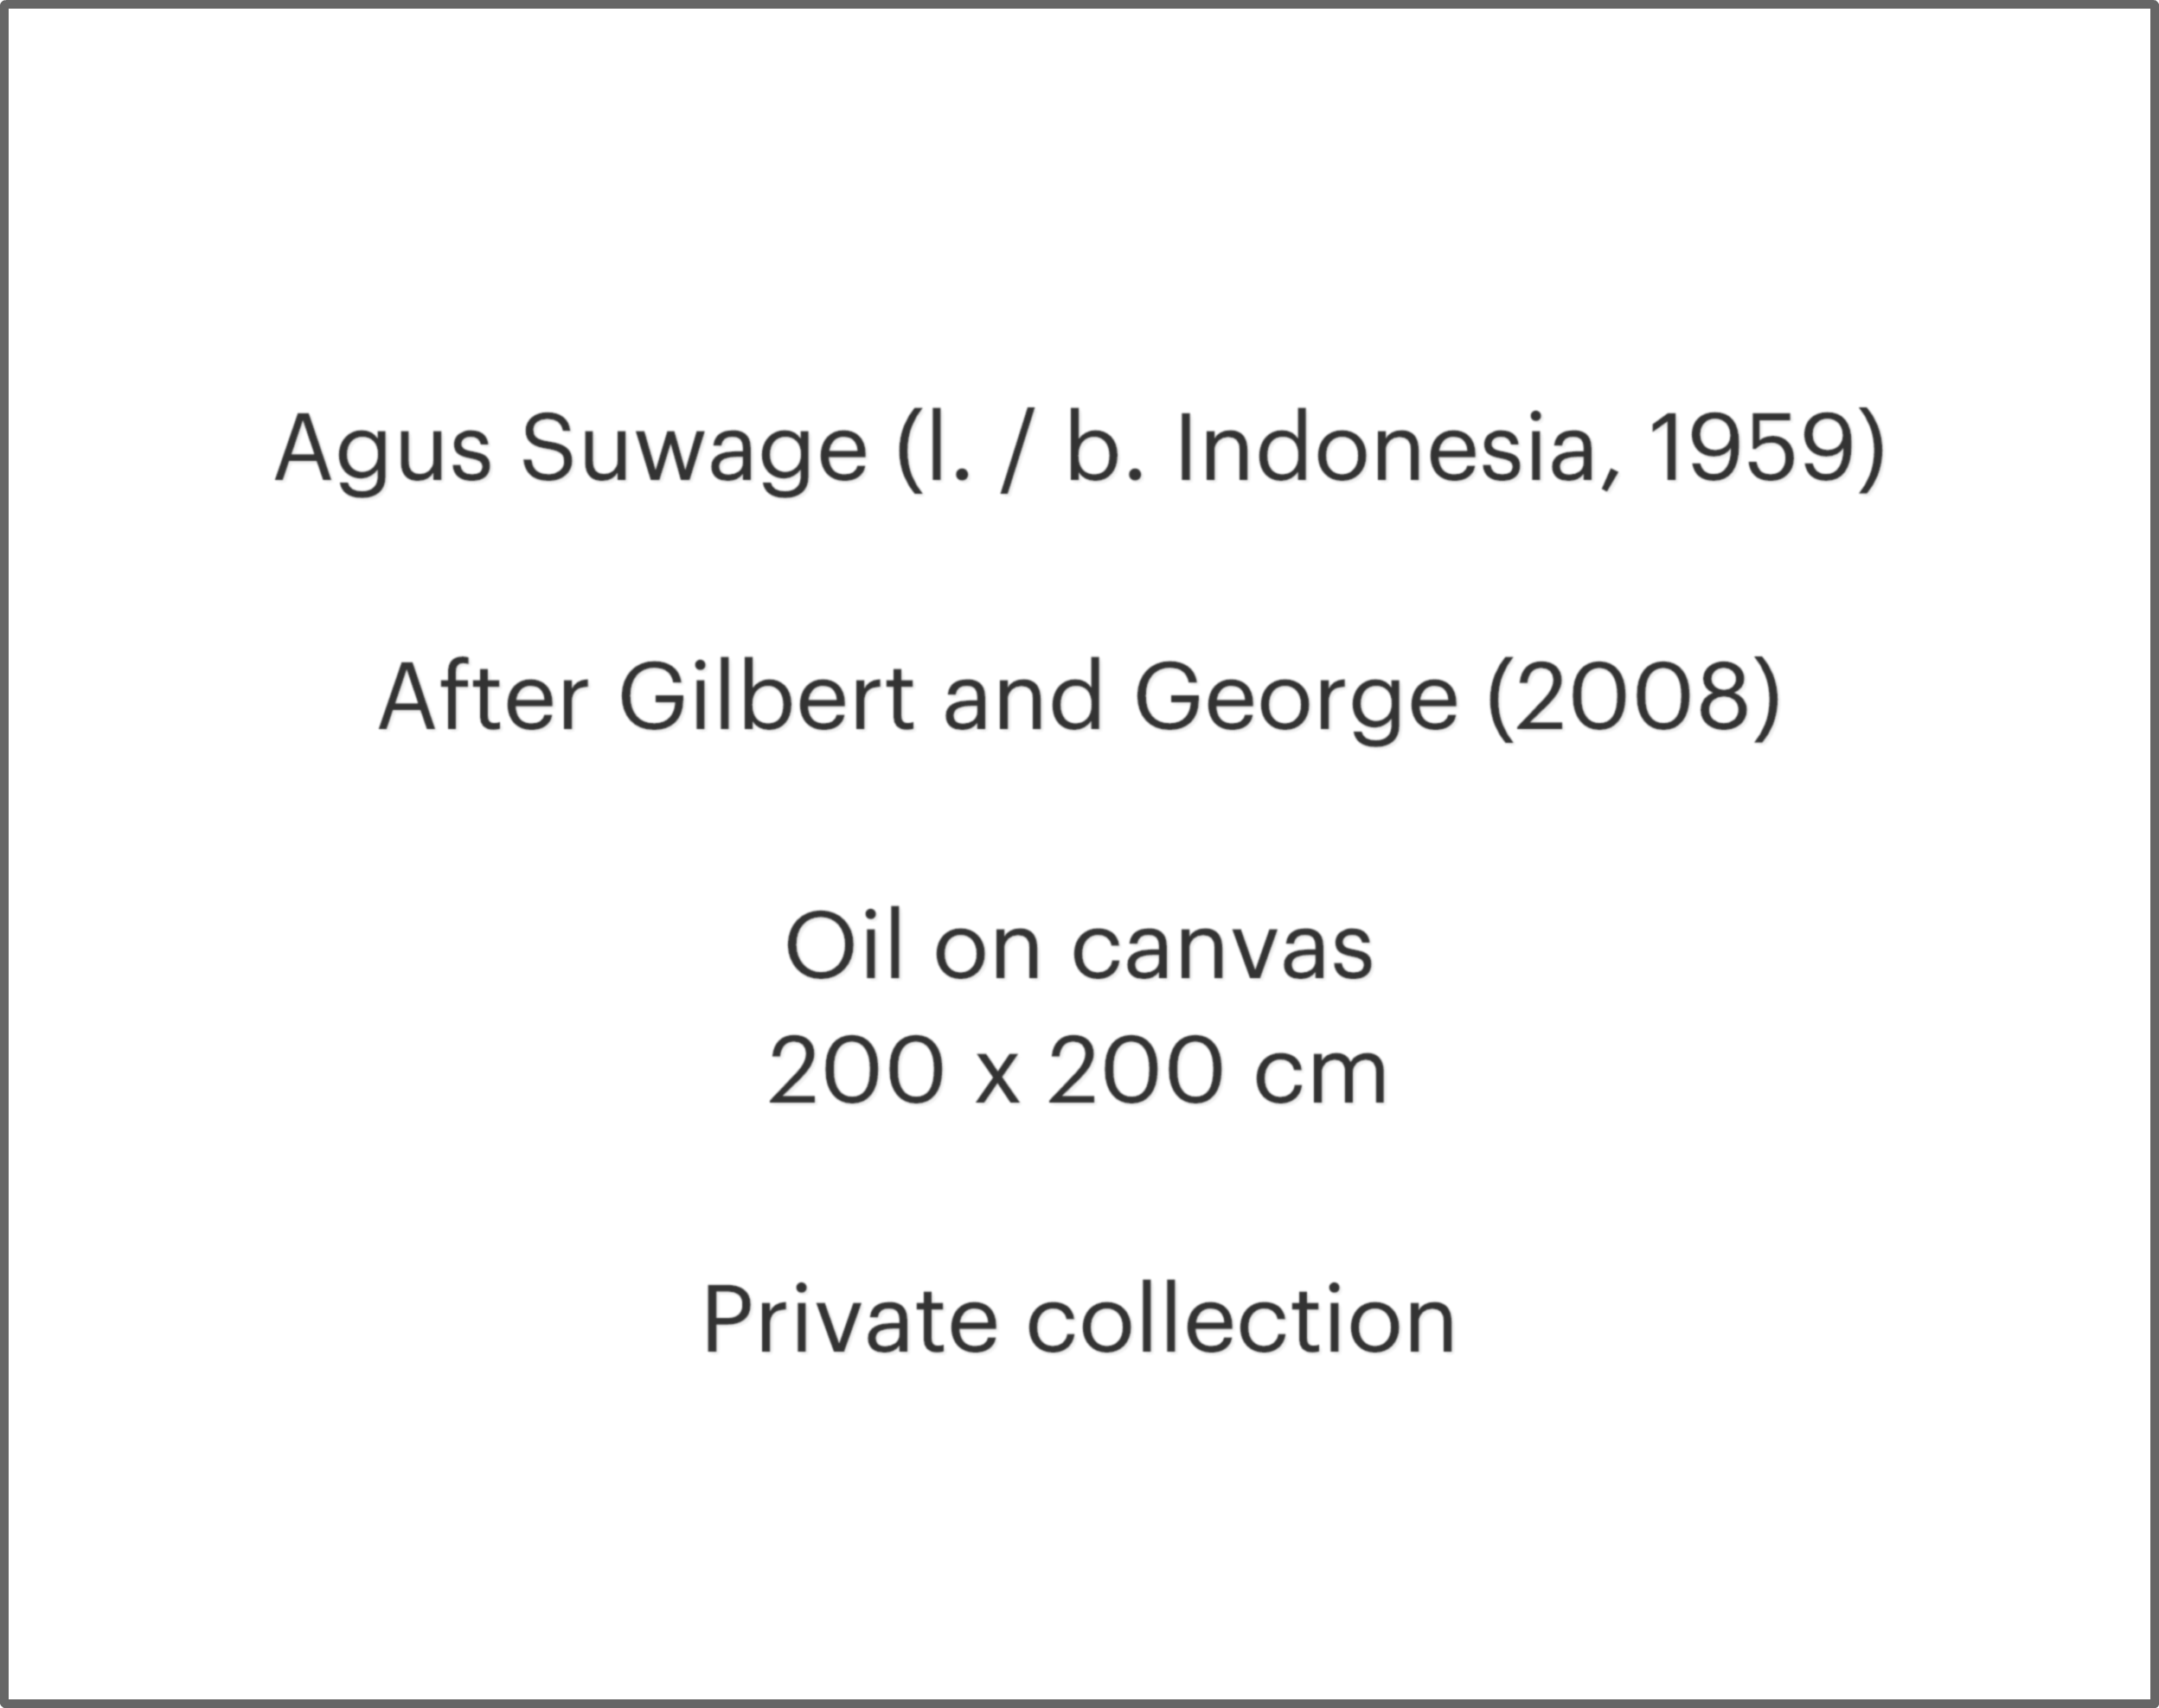 Agus Suwage (l. / b. Indonesia, 1959)
After Gilbert and George (2008)
Oil on canvas
200 x 200 cm
Private collection